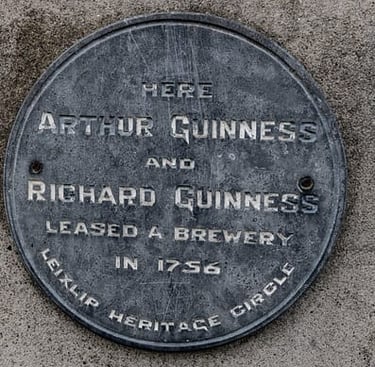 HERE
ARTHUR GUINNESS
AND
RICHARD GUINNESS
LEASED A BREWERY
IN 1756
LEIXLIP HERITAGE CIRCLE